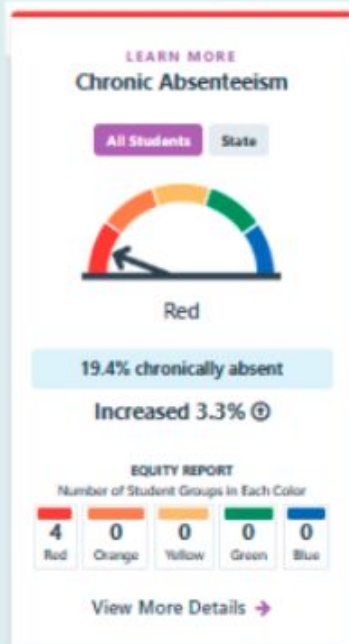 LEARN MORE
Chronic Absenteeism
All Students State
Red
19.4% chronically absent
Increased 3.3%
EQUITY REPORT
Number of Student Groups in Each Color
4 0 0 0 0
Red Orange Yellow Green Blue
View More Details →